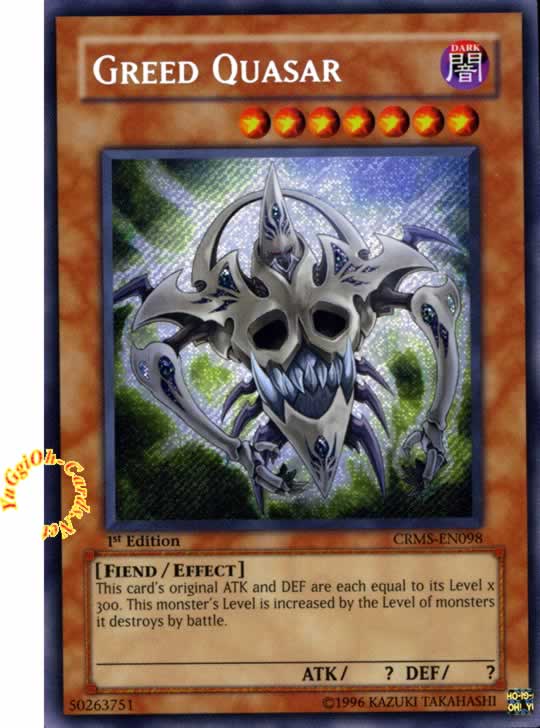 GREED QUASAR
DARK
闇
YuGgiOh-Cards.Net
1st Edition
CRMS-EN098
[FIEND / EFFECT]
This card's original ATK and DEF are each equal to its Level x
300. This monster's Level is increased by the Level of monsters
it destroys by battle.
ATK/ ? DEF/ ?
50263751
©1996 KAZUKI TAKAHASHI